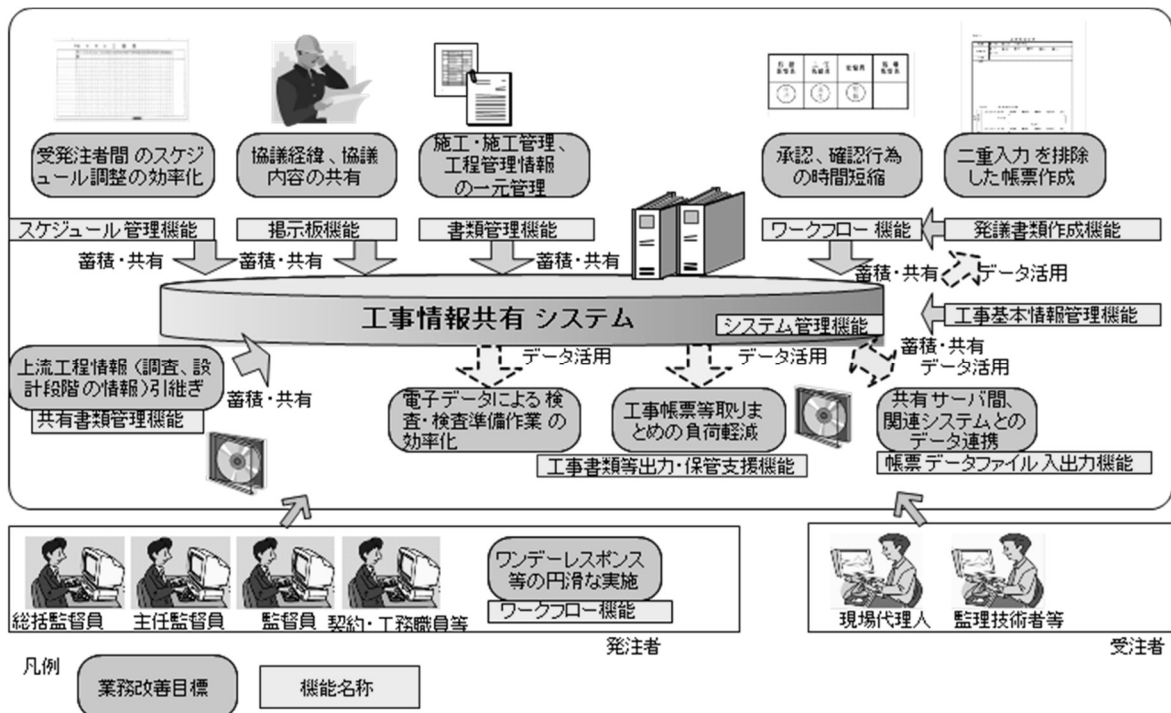 受発注者間のスケジュール調整の効率化
協議経緯、協議内容の共有
施工・施工管理、工程管理情報の一元管理
承認、確認行為の時間短縮
二重入力を排除した帳票作成
スケジュール管理機能
掲示板機能
書類管理機能
ワークフロー機能
発議書類作成機能
蓄積・共有
蓄積・共有
蓄積・共有
蓄積・共有
データ活用
工事情報共有システム
システム管理機能
工事基本情報管理機能
上流工程情報（調査、設計段階の情報）引継ぎ
共有書類管理機能
蓄積・共有
データ活用
データ活用
蓄積・共有
データ活用
電子データによる検査・検査準備作業の効率化
工事帳票等取りまとめの負荷軽減
共有サーバ間、関連システムとのデータ連携
工事書類等出力・保管支援機能
帳票データファイル入出力機能
ワンデーレスポンス等の円滑な実施
ワークフロー機能
総括監督員
主任監督員
監督員
契約・工務職員等
現場代理人
監理技術者等
発注者
受注者
凡例
業務改善目標
機能名称